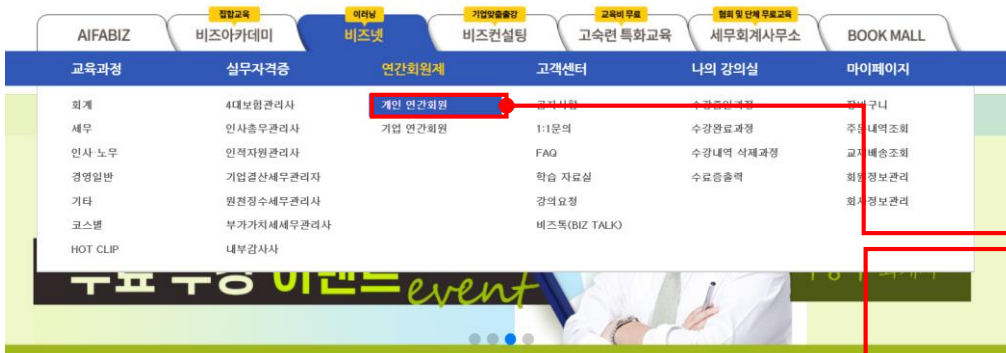 집합교육 이러닝 기업맞춤출강 교육비 무료 협회 및 단체 무료교육
AIFABIZ 비즈아카데미 비즈넷 비즈컨설팅 고숙련 특화교육 세무회계사무소 BOOK MALL
교육과정 실무자격증 연간회원제 고객센터 나의 강의실 마이페이지
회계 4대보험관리사 개인 연간회원 공지사항 수강중인과정 장바구니
세무 인사총무관리사 기업 연간회원 1:1문의 수강완료과정 주문내역조회
인사·노무 인적자원관리사 FAQ 수강내역 삭제과정 교재배송조회
경영일반 기업결산세무관리자 학습 자료실 수료증출력 회원정보관리
기타 원천징수세무관리사 강의요청 회사정보관리
코스별 부가가치세세무관리사 비즈톡(BIZ TALK)
HOT CLIP 내부감사사
무료 수강 이벤트 event